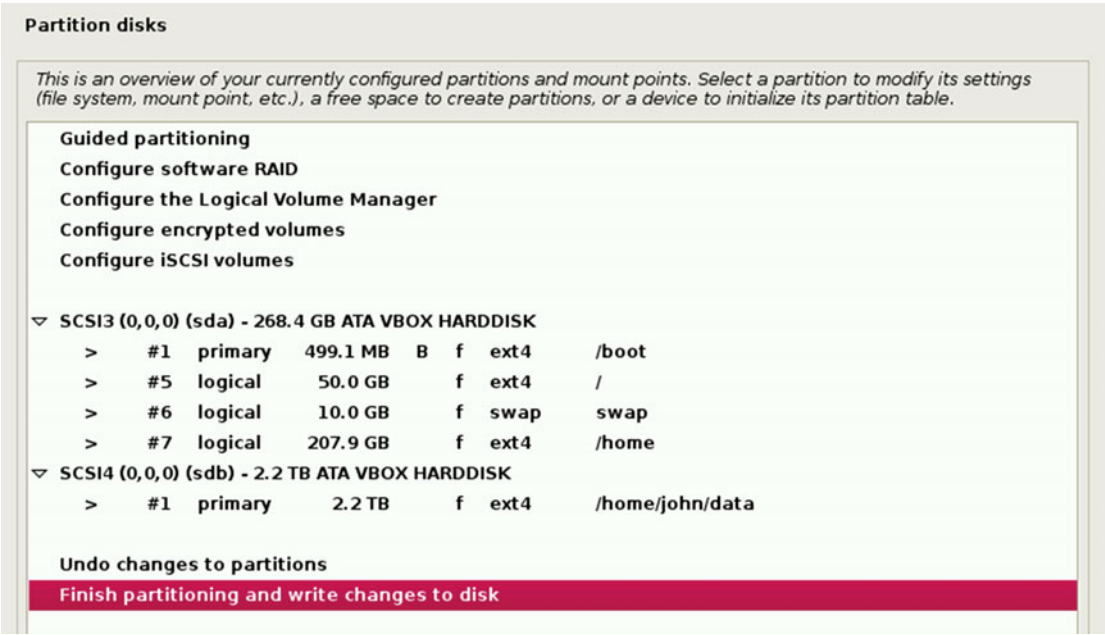 Partition disks
This is an overview of your currently configured partitions and mount points. Select a partition to modify its settings
(file system, mount point, etc.), a free space to create partitions, or a device to initialize its partition table.
Guided partitioning
Configure software RAID
Configure the Logical Volume Manager
Configure encrypted volumes
Configure iSCSI volumes
SCSI3 (0,0,0) (sda) - 268.4 GB ATA VBOX HARDDISK
> #1 primary 499.1 MB B f ext4 /boot
> #5 logical 50.0 GB f ext4 /
> #6 logical 10.0 GB f swap swap
> #7 logical 207.9 GB f ext4 /home
SCSI4 (0,0,0) (sdb) - 2.2 TB ATA VBOX HARDDISK
> #1 primary 2.2 TB f ext4 /home/john/data
Undo changes to partitions
Finish partitioning and write changes to disk